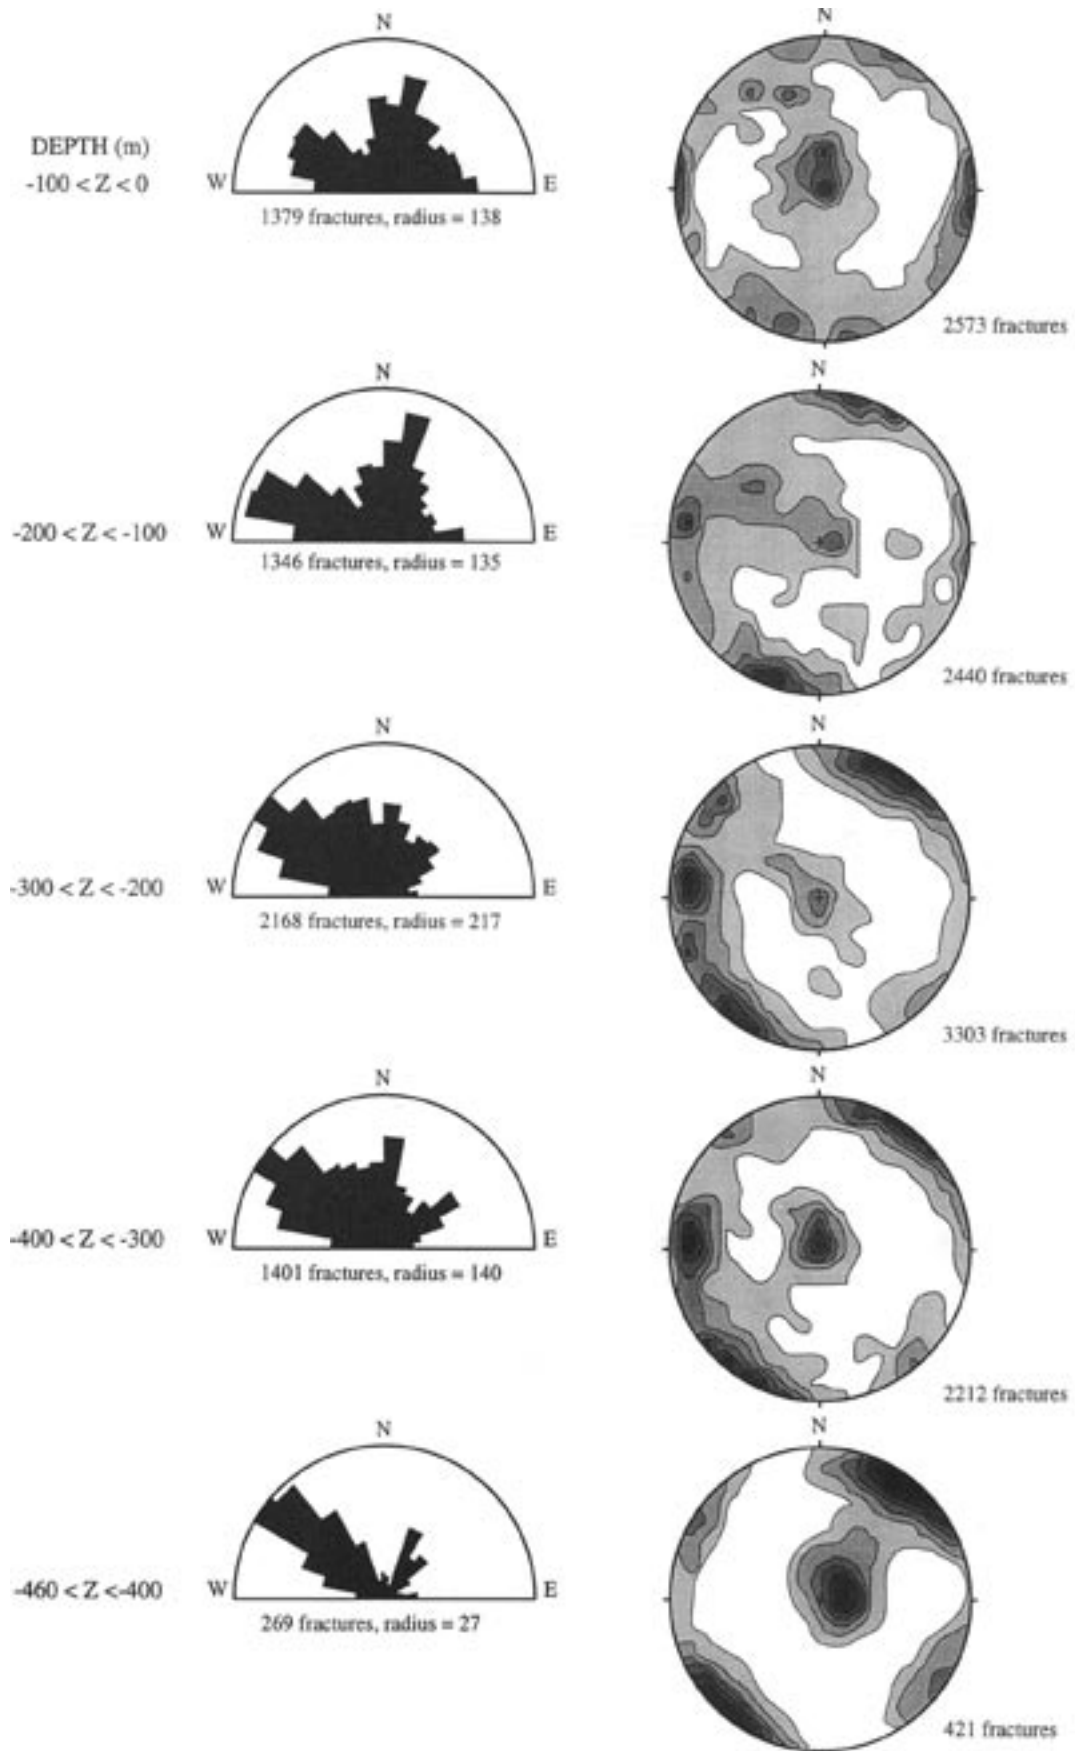 N
N
DEPTH (m)
-100 < Z < 0
W
E
1379 fractures, radius = 138
2573 fractures
N
N
-200 < Z < -100
W
E
1346 fractures, radius = 135
2440 fractures
N
N
-300 < Z < -200
W
E
2168 fractures, radius = 217
3303 fractures
N
N
-400 < Z < -300
W
E
1401 fractures, radius = 140
2212 fractures
N
N
-460 < Z <-400
W
E
269 fractures, radius = 27
421 fractures